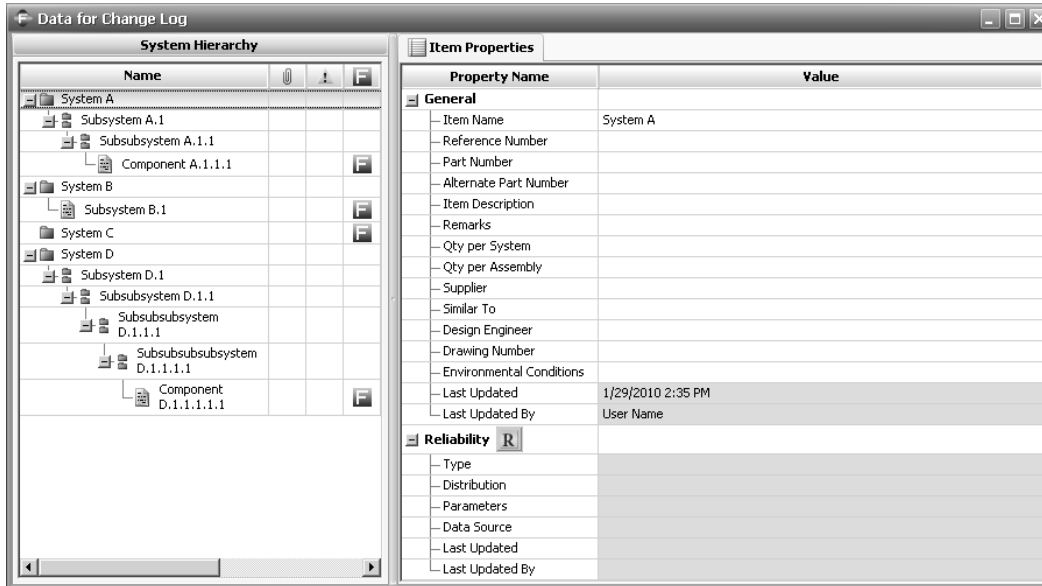 Data for Change Log
System Hierarchy
Name
F
System A
Subsystem A.1
Subsubsystem A.1.1
Component A.1.1.1
F
System B
Subsystem B.1
F
System C
F
System D
Subsystem D.1
Subsubsystem D.1.1
Subsubsubsystem
D.1.1.1
Subsubsubsubsystem
D.1.1.1.1
Component
D.1.1.1.1.1
F
Item Properties
Property Name Value
General
Item Name System A
Reference Number
Part Number
Alternate Part Number
Item Description
Remarks
Qty per System
Qty per Assembly
Supplier
Similar To
Design Engineer
Drawing Number
Environmental Conditions
Last Updated 1/29/2010 2:35 PM
Last Updated By User Name
Reliability R
Type
Distribution
Parameters
Data Source
Last Updated
Last Updated By